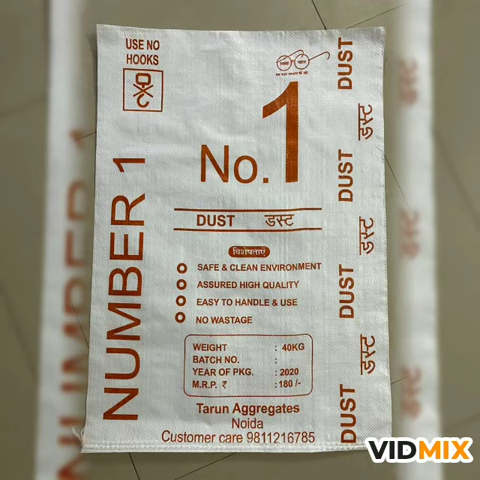 USE NO
HOOKS
No.1
NUMBER 1
DUST डस्ट
विशेषताएँ
SAFE & CLEAN ENVIRONMENT
ASSURED HIGH QUALITY
EASY TO HANDLE & USE
NO WASTAGE
WEIGHT : 40KG
BATCH NO. :
YEAR OF PKG. : 2020
M.R.P. ₹ : 180 /-
Tarun Aggregates
Noida
Customer care 9811216785
DUST डस्ट DUST डस्ट DUST डस्ट DUST
VIDMIX